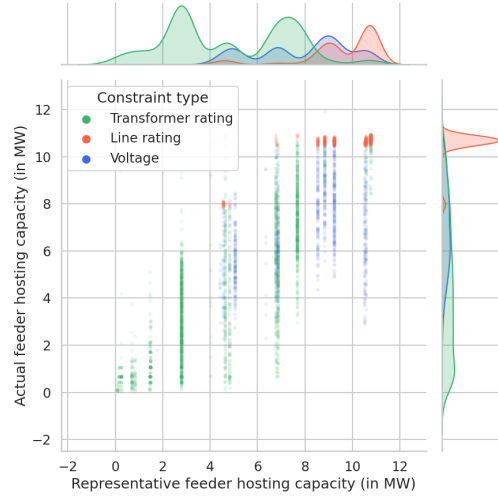 Constraint type
Transformer rating
Line rating
Voltage
Actual feeder hosting capacity (in MW)
12
10
8
6
4
2
0
−2
−2 0 2 4 6 8 10 12
Representative feeder hosting capacity (in MW)